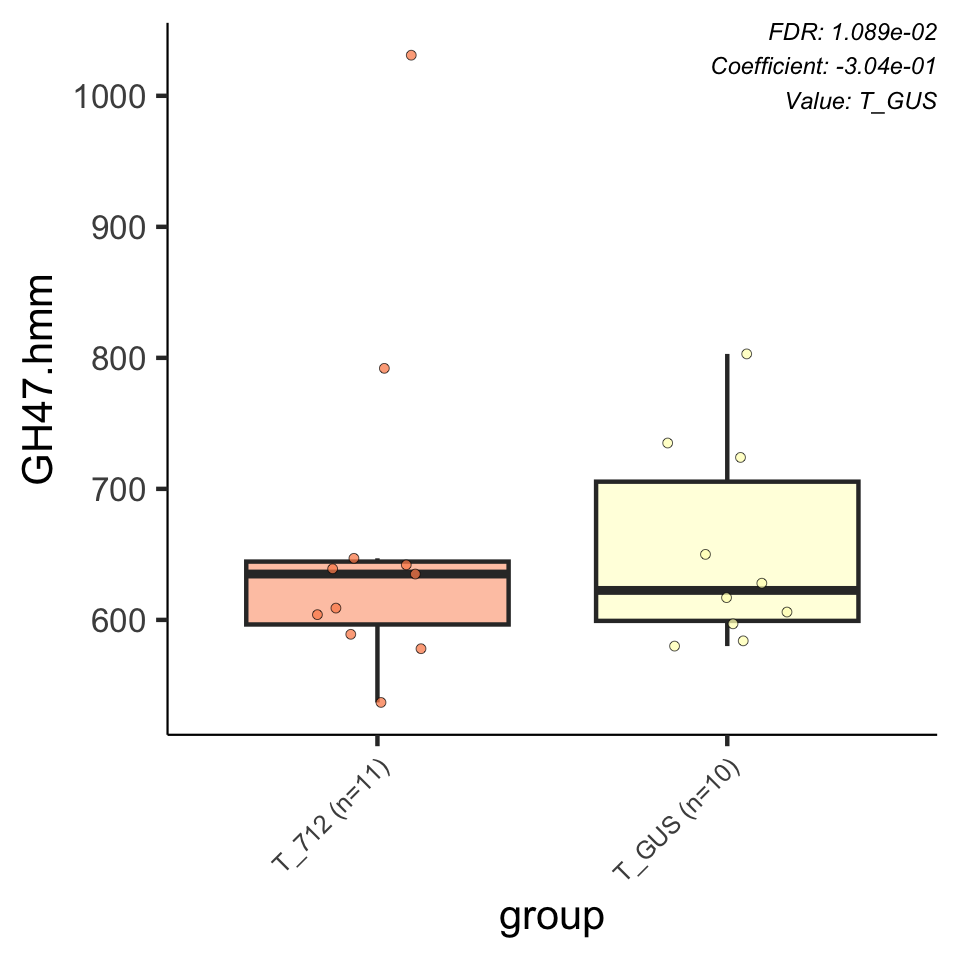 FDR: 1.089e-02
Coefficient: -3.04e-01
Value: T_GUS
1000
900
800
700
600
GH47.hmm
T_712 (n=11)
T_GUS (n=10)
group